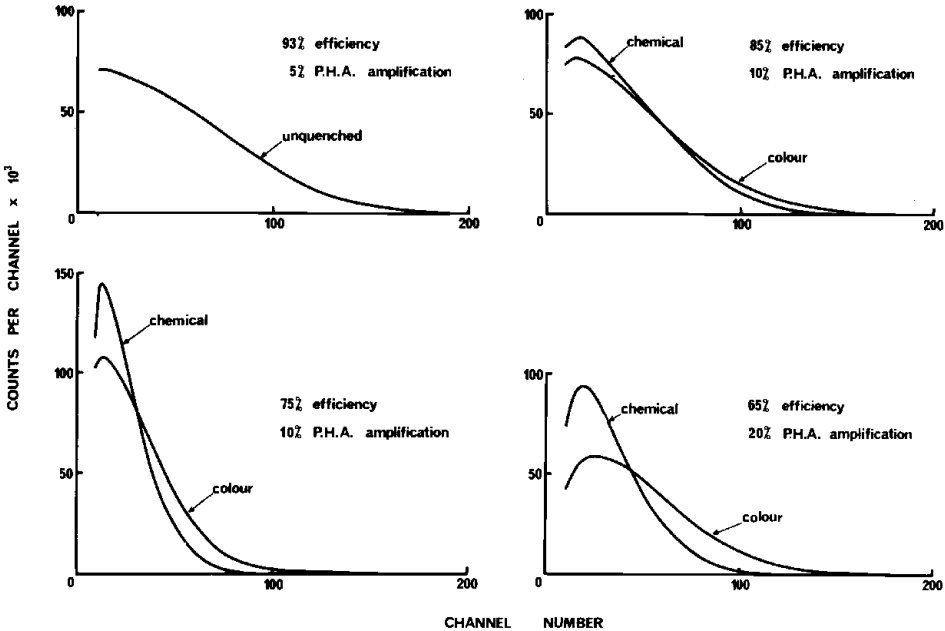 COUNTS PER CHANNEL x 10³
100
50
0
100
200
93% efficiency
5% P.H.A. amplification
unquenched
100
50
0
100
200
chemical
85% efficiency
10% P.H.A. amplification
colour
150
100
50
0
100
200
chemical
75% efficiency
10% P.H.A. amplification
colour
100
50
0
100
200
chemical
65% efficiency
20% P.H.A. amplification
colour
CHANNEL NUMBER